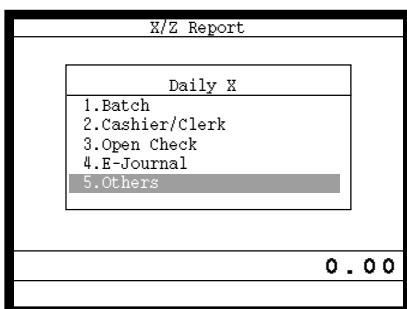 X/Z Report
Daily X
1.Batch
2.Cashier/Clerk
3.Open Check
4.E-Journal
5.Others
0.00